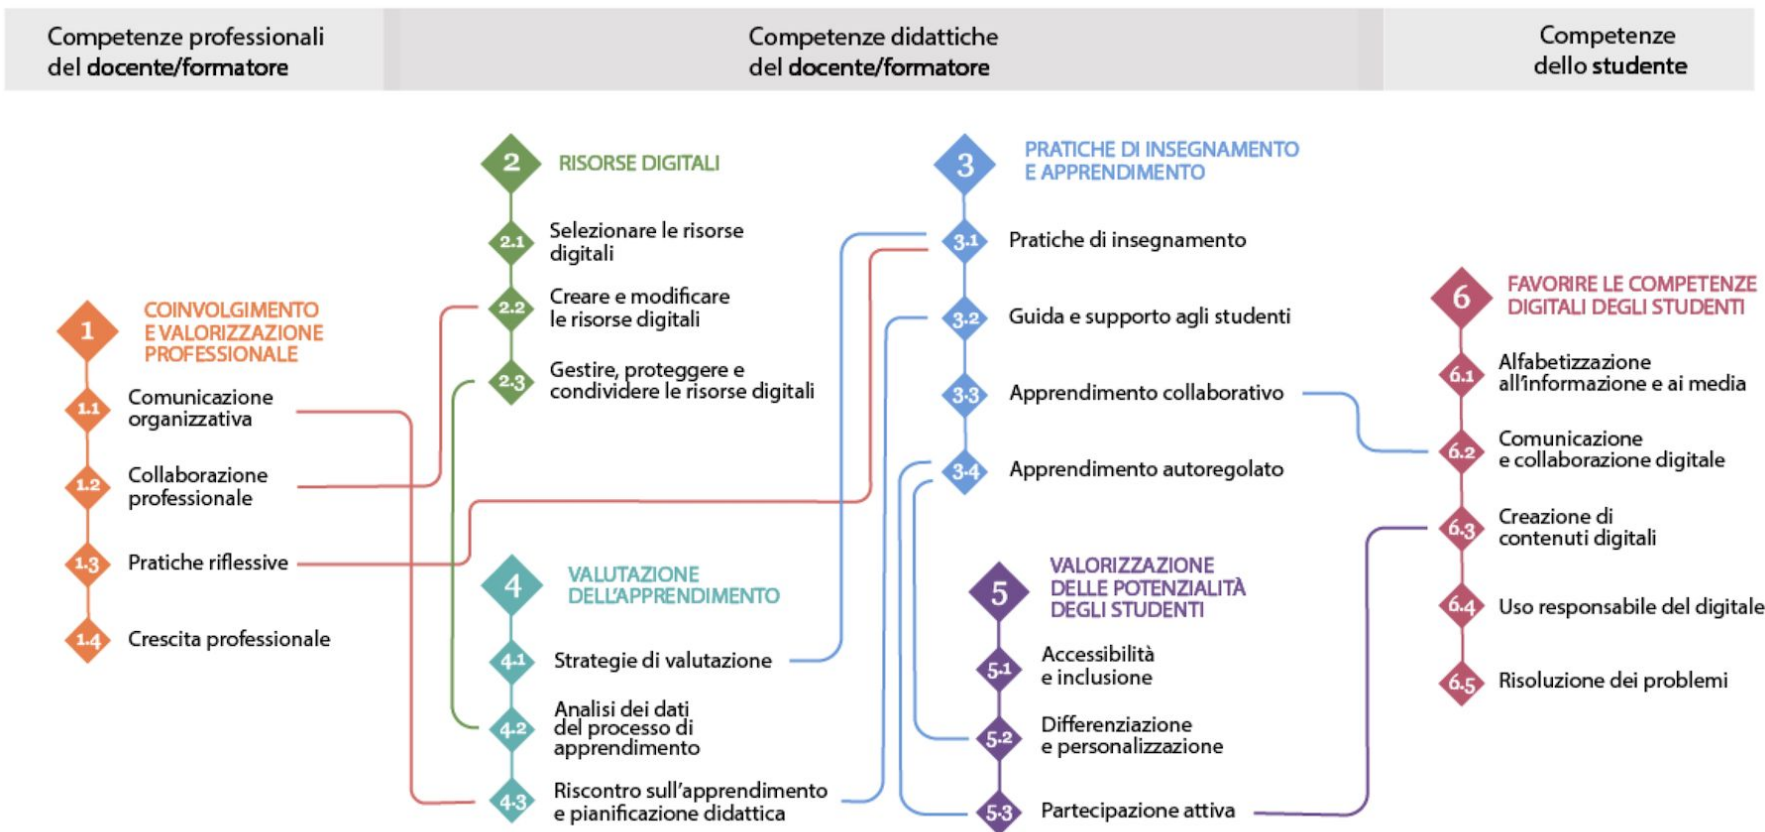 Competenze professionali
del docente/formatore
Competenze didattiche
del docente/formatore
Competenze
dello studente
1
COINVOLGIMENTO
E VALORIZZAZIONE
PROFESSIONALE
1.1
Comunicazione
organizzativa
1.2
Collaborazione
professionale
1.3
Pratiche riflessive
1.4
Crescita professionale
2
RISORSE DIGITALI
2.1
Selezionare le risorse
digitali
2.2
Creare e modificare
le risorse digitali
2.3
Gestire, proteggere e
condividere le risorse digitali
3
PRATICHE DI INSEGNAMENTO
E APPRENDIMENTO
3.1
Pratiche di insegnamento
3.2
Guida e supporto agli studenti
3.3
Apprendimento collaborativo
3.4
Apprendimento autoregolato
4
VALUTAZIONE
DELL'APPRENDIMENTO
4.1
Strategie di valutazione
4.2
Analisi dei dati
del processo di
apprendimento
4.3
Riscontro sull'apprendimento
e pianificazione didattica
5
VALORIZZAZIONE
DELLE POTENZIALITÀ
DEGLI STUDENTI
5.1
Accessibilità
e inclusione
5.2
Differenziazione
e personalizzazione
5.3
Partecipazione attiva
6
FAVORIRE LE COMPETENZE
DIGITALI DEGLI STUDENTI
6.1
Alfabetizzazione
all'informazione e ai media
6.2
Comunicazione
e collaborazione digitale
6.3
Creazione di
contenuti digitali
6.4
Uso responsabile del digitale
6.5
Risoluzione dei problemi